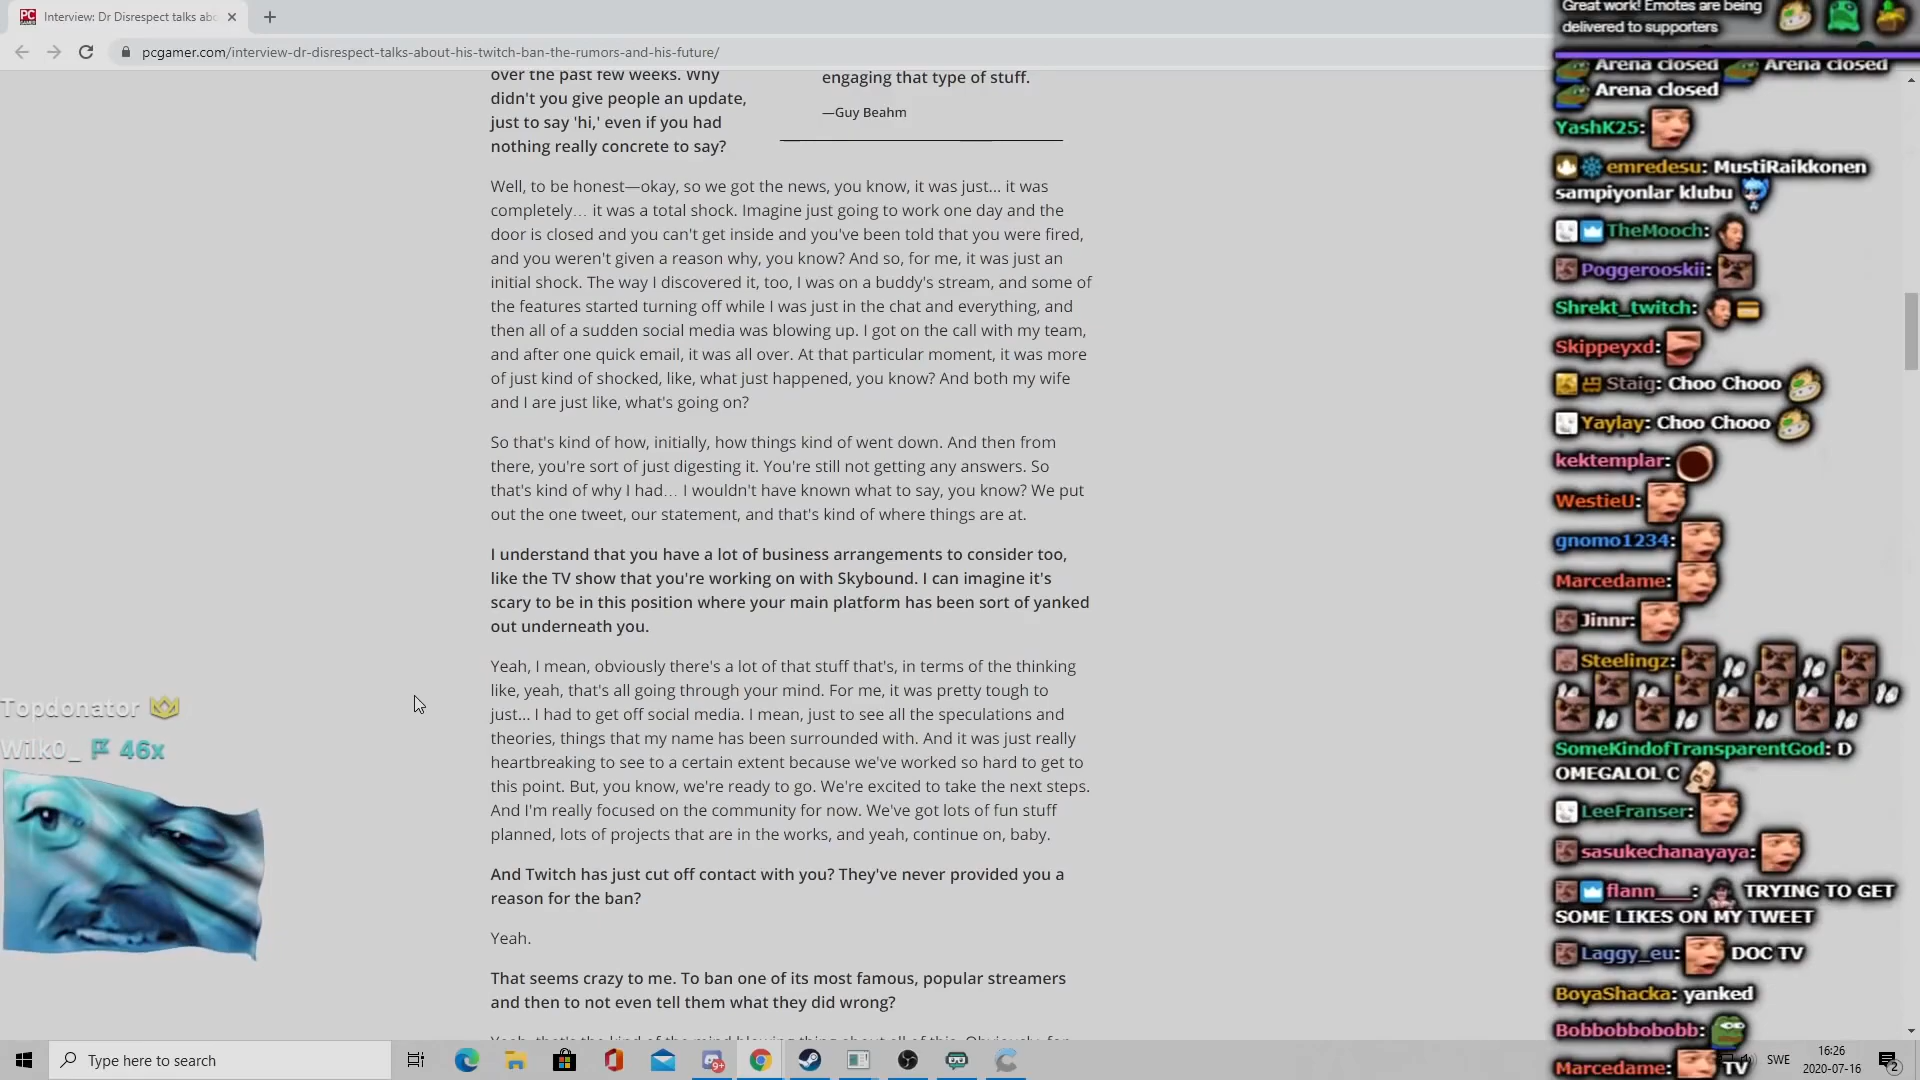 Interview: Dr Disrespect talks abo
pcgamer.com/interview-dr-disrespect-talks-about-his-twitch-ban-the-rumors-and-his-future/
over the past few weeks. Why
didn't you give people an update,
just to say 'hi,' even if you had
nothing really concrete to say?
engaging that type of stuff.
—Guy Beahm
Well, to be honest—okay, so we got the news, you know, it was just... it was
completely… it was a total shock. Imagine just going to work one day and the
door is closed and you can't get inside and you've been told that you were fired,
and you weren't given a reason why, you know? And so, for me, it was just an
initial shock. The way I discovered it, too, I was on a buddy's stream, and some of
the features started turning off while I was just in the chat and everything, and
then all of a sudden social media was blowing up. I got on the call with my team,
and after one quick email, it was all over. At that particular moment, it was more
of just kind of shocked, like, what just happened, you know? And both my wife
and I are just like, what's going on?
So that's kind of how, initially, how things kind of went down. And then from
there, you're sort of just digesting it. You're still not getting any answers. So
that's kind of why I had… I wouldn't have known what to say, you know? We put
out the one tweet, our statement, and that's kind of where things are at.
I understand that you have a lot of business arrangements to consider too,
like the TV show that you're working on with Skybound. I can imagine it's
scary to be in this position where your main platform has been sort of yanked
out underneath you.
Yeah, I mean, obviously there's a lot of that stuff that's, in terms of the thinking
like, yeah, that's all going through your mind. For me, it was pretty tough to
just... I had to get off social media. I mean, just to see all the speculations and
theories, things that my name has been surrounded with. And it was just really
heartbreaking to see to a certain extent because we've worked so hard to get to
this point. But, you know, we're ready to go. We're excited to take the next steps.
And I'm really focused on the community for now. We've got lots of fun stuff
planned, lots of projects that are in the works, and yeah, continue on, baby.
And Twitch has just cut off contact with you? They've never provided you a
reason for the ban?
Yeah.
That seems crazy to me. To ban one of its most famous, popular streamers
and then to not even tell them what they did wrong?
Topdonator
Wilk0_ 46x
Great work! Emotes are being
delivered to supporters
Arena closed Arena closed
Arena closed
YashK25:
emredesu: MustiRaikkonen
sampiyonlar klubu
TheMooch:
Poggerooskii:
Shrekt_twitch:
Skippeyxd:
Staig: Choo Chooo
Yaylay: Choo Chooo
kektemplar:
WestieU:
gnomo1234:
Marcedame:
Jinnr:
Steelingz:
SomeKindofTransparentGod: D
OMEGALOL C
LeeFranser:
sasukechanayaya:
flann___: TRYING TO GET
SOME LIKES ON MY TWEET
Laggy_eu: DOC TV
BoyaShacka: yanked
Bobbobbobobb:
Marcedame: TV
Type here to search
9+
SWE
16:26
2020-07-16
2